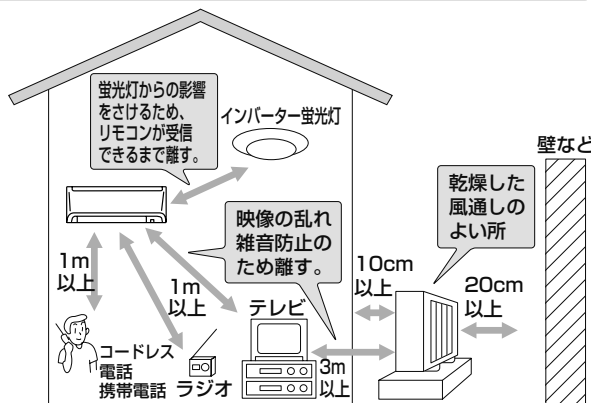 蛍光灯からの影響
をさけるため、
リモコンが受信
できるまで離す。
インバーター蛍光灯
壁など
乾燥した
風通しの
よい所
映像の乱れ
雑音防止の
ため離す。
1m
以上
1m
以上
10cm
以上
20cm
以上
テレビ
コードレス
電話
携帯電話
ラジオ
3m
以上